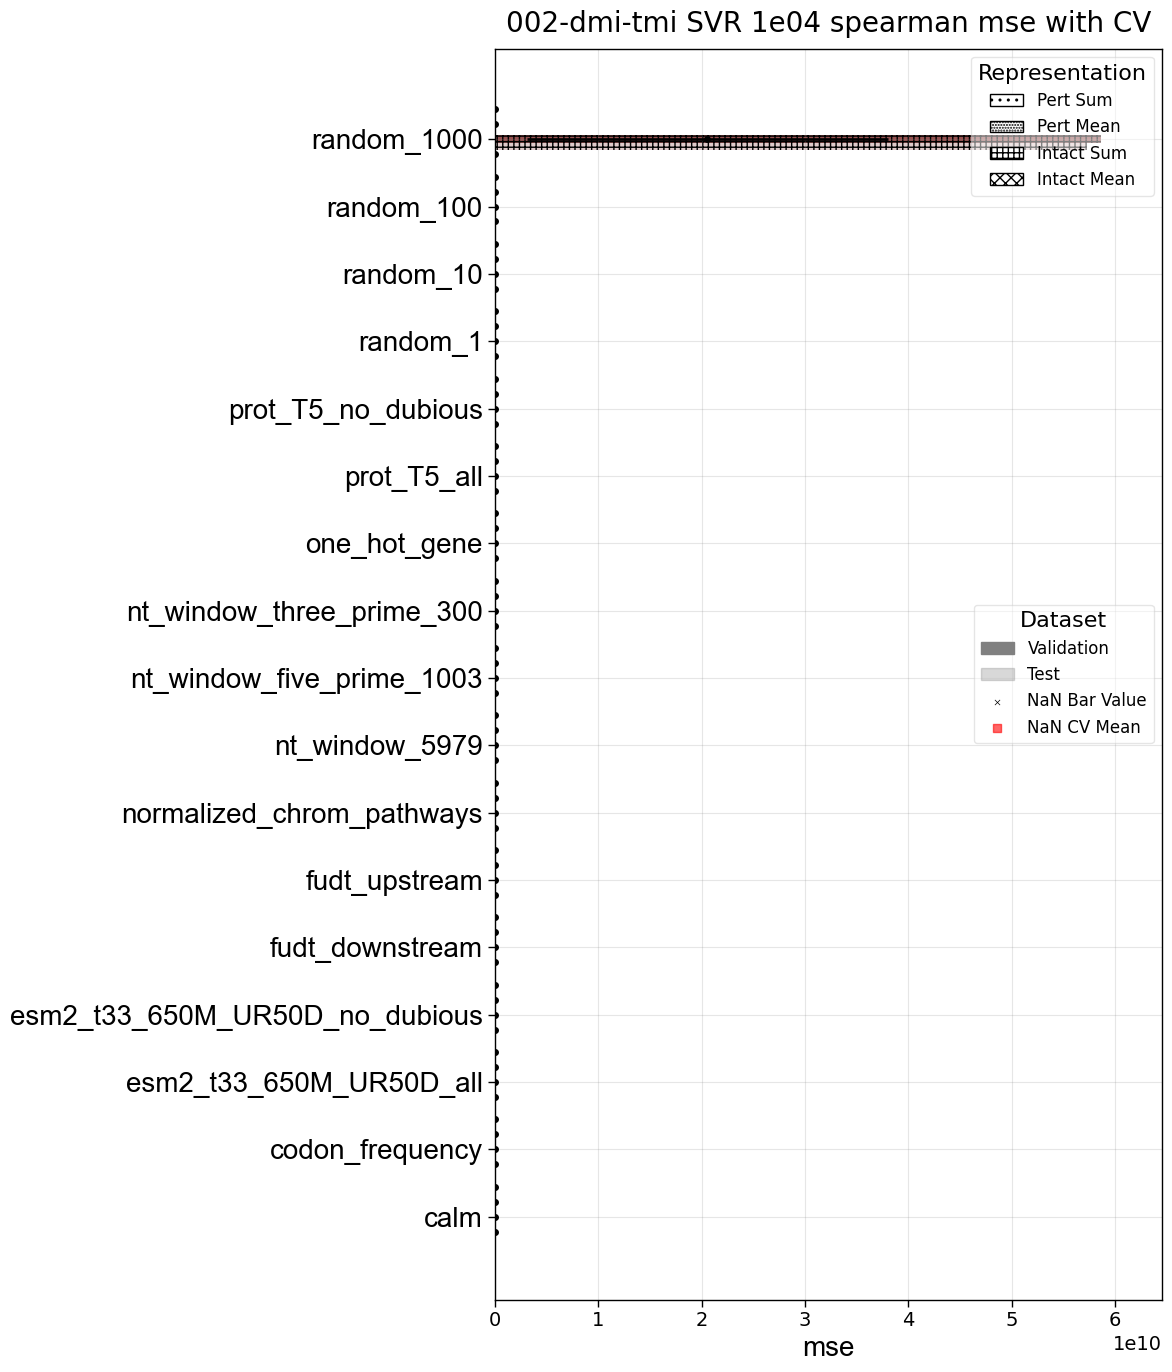 002-dmi-tmi SVR 1e04 spearman mse with CV
Representation
Pert Sum
Pert Mean
Intact Sum
Intact Mean
random_1000
random_100
random_10
random_1
prot_T5_no_dubious
prot_T5_all
one_hot_gene
nt_window_three_prime_300
nt_window_five_prime_1003
nt_window_5979
normalized_chrom_pathways
fudt_upstream
fudt_downstream
esm2_t33_650M_UR50D_no_dubious
esm2_t33_650M_UR50D_all
codon_frequency
calm
Dataset
Validation
Test
NaN Bar Value
NaN CV Mean
0 1 2 3 4 5 6
1e10
mse